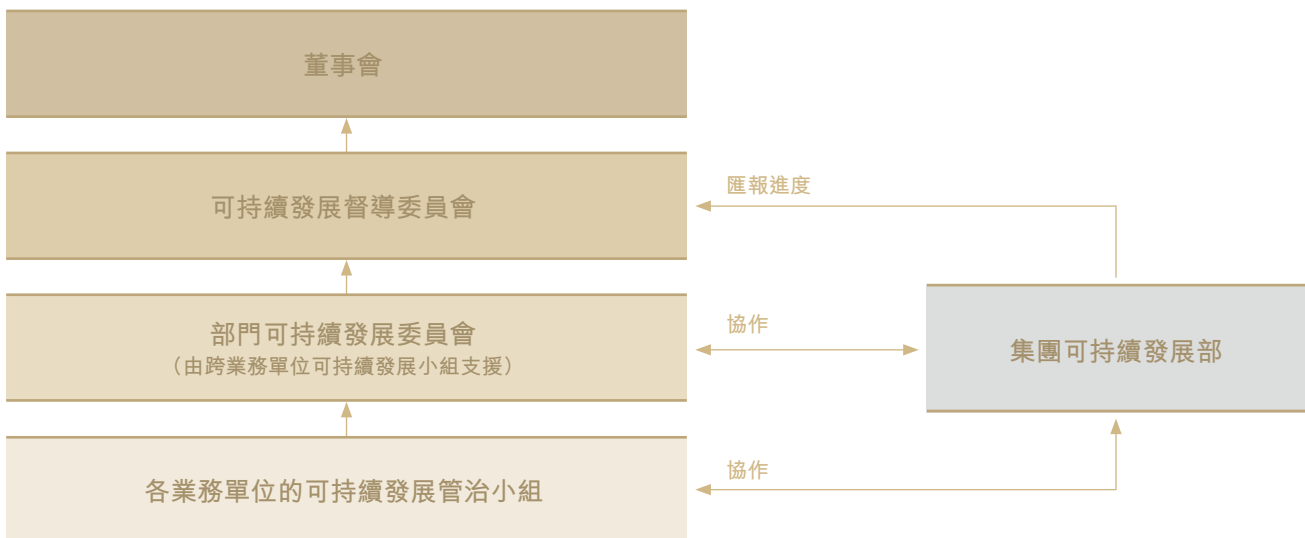 董事會
可持續發展督導委員會
匯報進度
部門可持續發展委員會
（由跨業務單位可持續發展小組支援）
協作
集團可持續發展部
各業務單位的可持續發展管治小組
協作